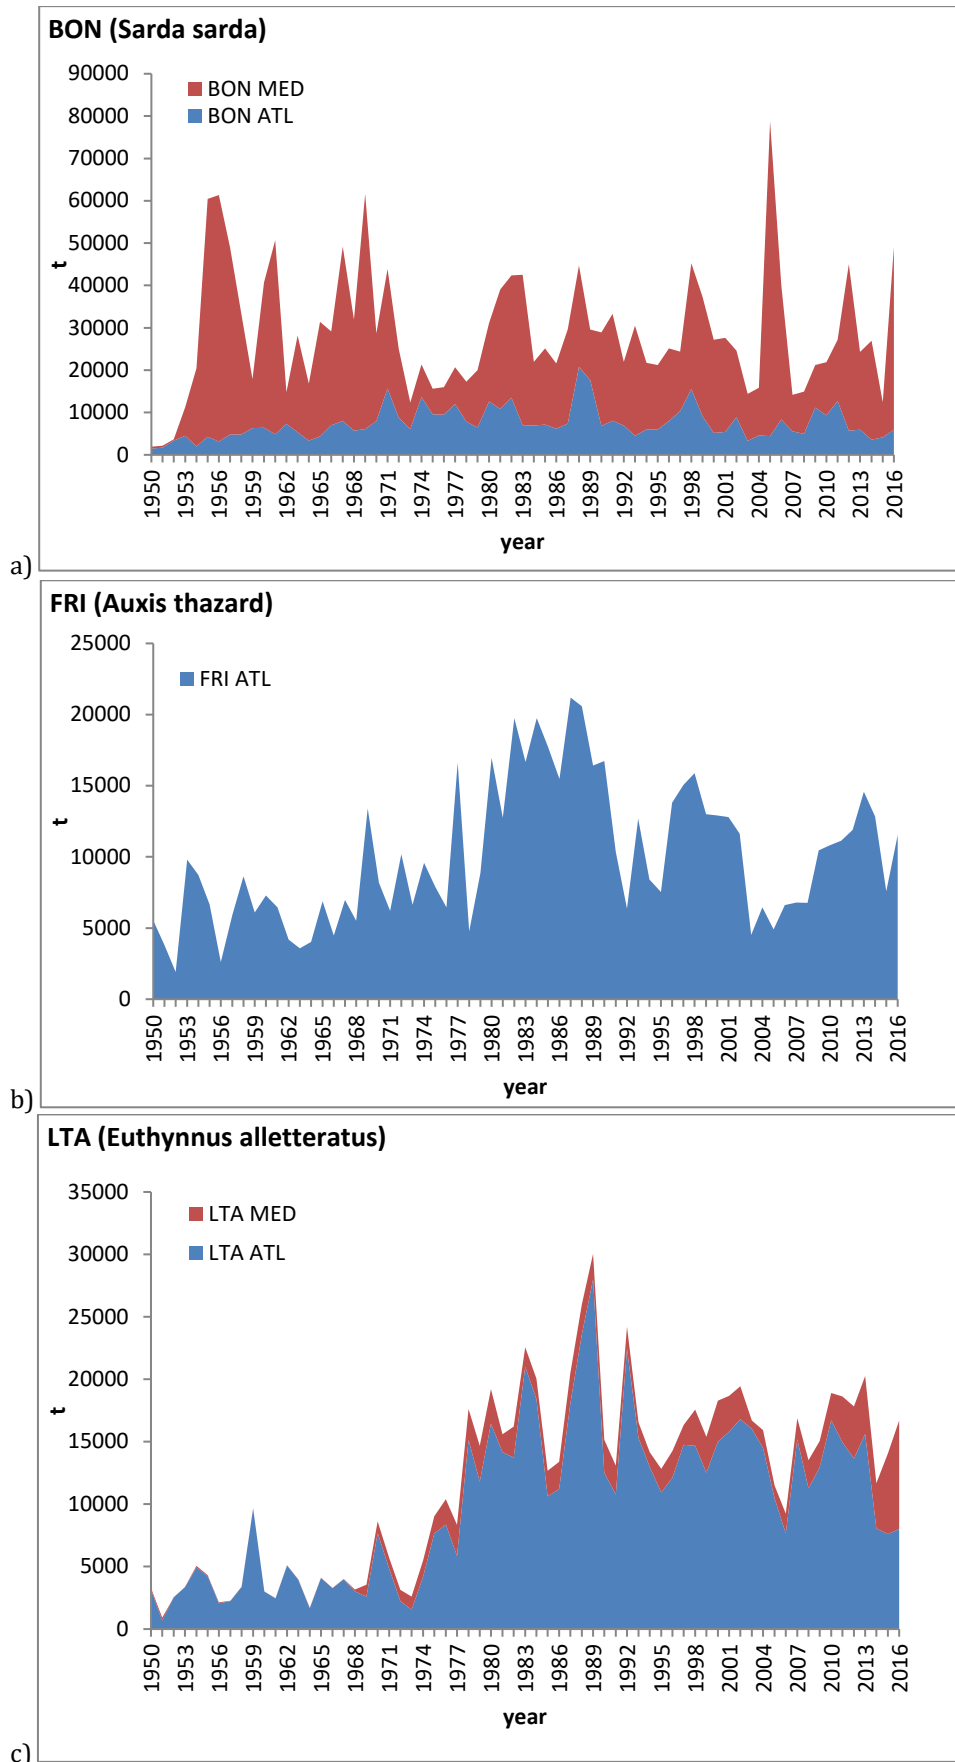 BON (Sarda sarda)
90000
80000
70000
60000
50000
40000
30000
20000
10000
0
t
BON MED
BON ATL
1950 1953 1956 1959 1962 1965 1968 1971 1974 1977 1980 1983 1986 1989 1992 1995 1998 2001 2004 2007 2010 2013 2016
year
a)
FRI (Auxis thazard)
25000
20000
15000
10000
5000
0
t
FRI ATL
1950 1953 1956 1959 1962 1965 1968 1971 1974 1977 1980 1983 1986 1989 1992 1995 1998 2001 2004 2007 2010 2013 2016
year
b)
LTA (Euthynnus alletteratus)
35000
30000
25000
20000
15000
10000
5000
0
t
LTA MED
LTA ATL
1950 1953 1956 1959 1962 1965 1968 1971 1974 1977 1980 1983 1986 1989 1992 1995 1998 2001 2004 2007 2010 2013 2016
year
c)